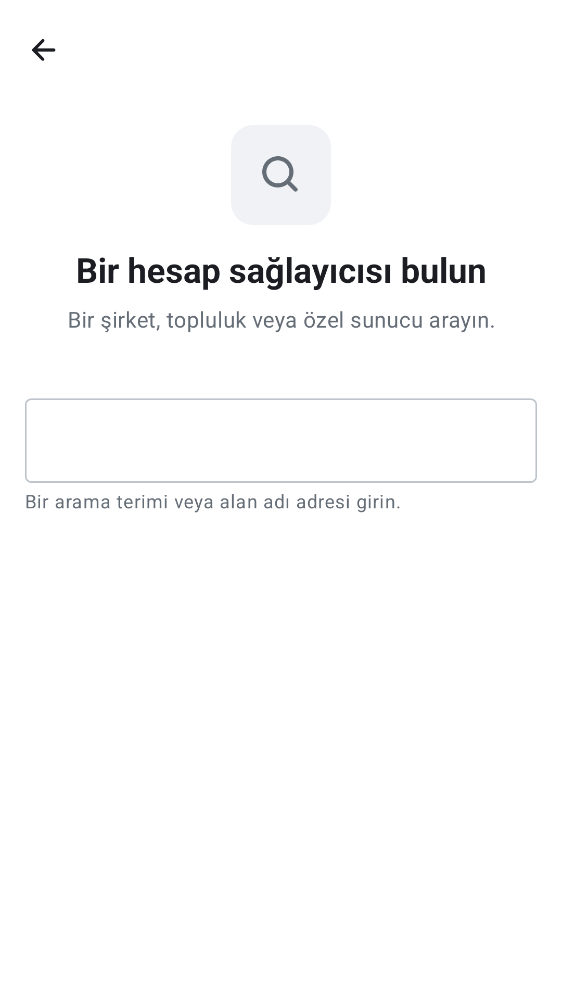 Bir hesap sağlayıcısı bulun
Bir şirket, topluluk veya özel sunucu arayın.
Bir arama terimi veya alan adı adresi girin.